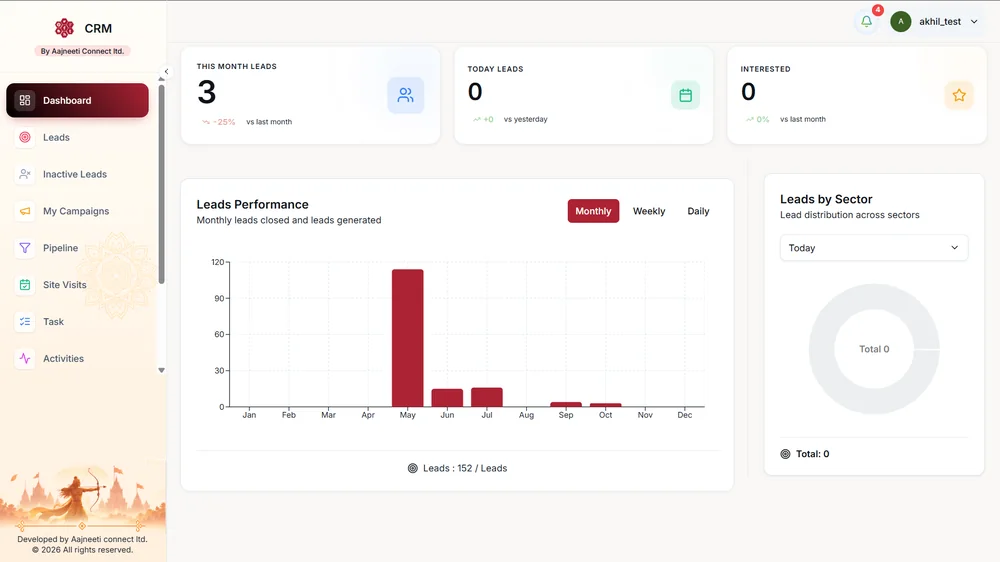 CRM
By Aajneeti Connect ltd.
Dashboard
Leads
Inactive Leads
My Campaigns
Pipeline
Site Visits
Task
Activities
Developed by Aajneeti connect ltd.
© 2026 All rights reserved.
4
A
akhil_test
THIS MONTH LEADS
3
-25% vs last month
TODAY LEADS
0
+0 vs yesterday
INTERESTED
0
0% vs last month
Leads Performance
Monthly leads closed and leads generated
Monthly Weekly Daily
120
90
60
30
0
Jan Feb Mar Apr May Jun Jul Aug Sep Oct Nov Dec
Leads : 152 / Leads
Leads by Sector
Lead distribution across sectors
Today
Total 0
Total: 0